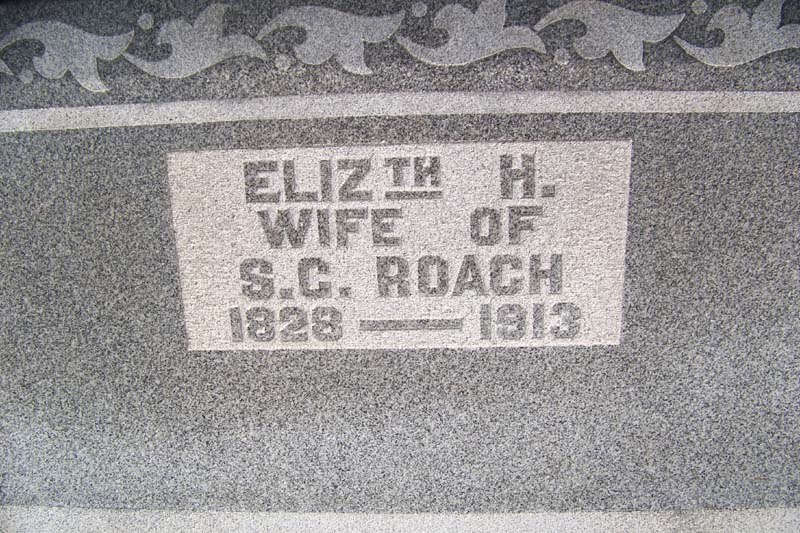 ELIZTH H.
WIFE OF
S.C. ROACH
1828 — 1913